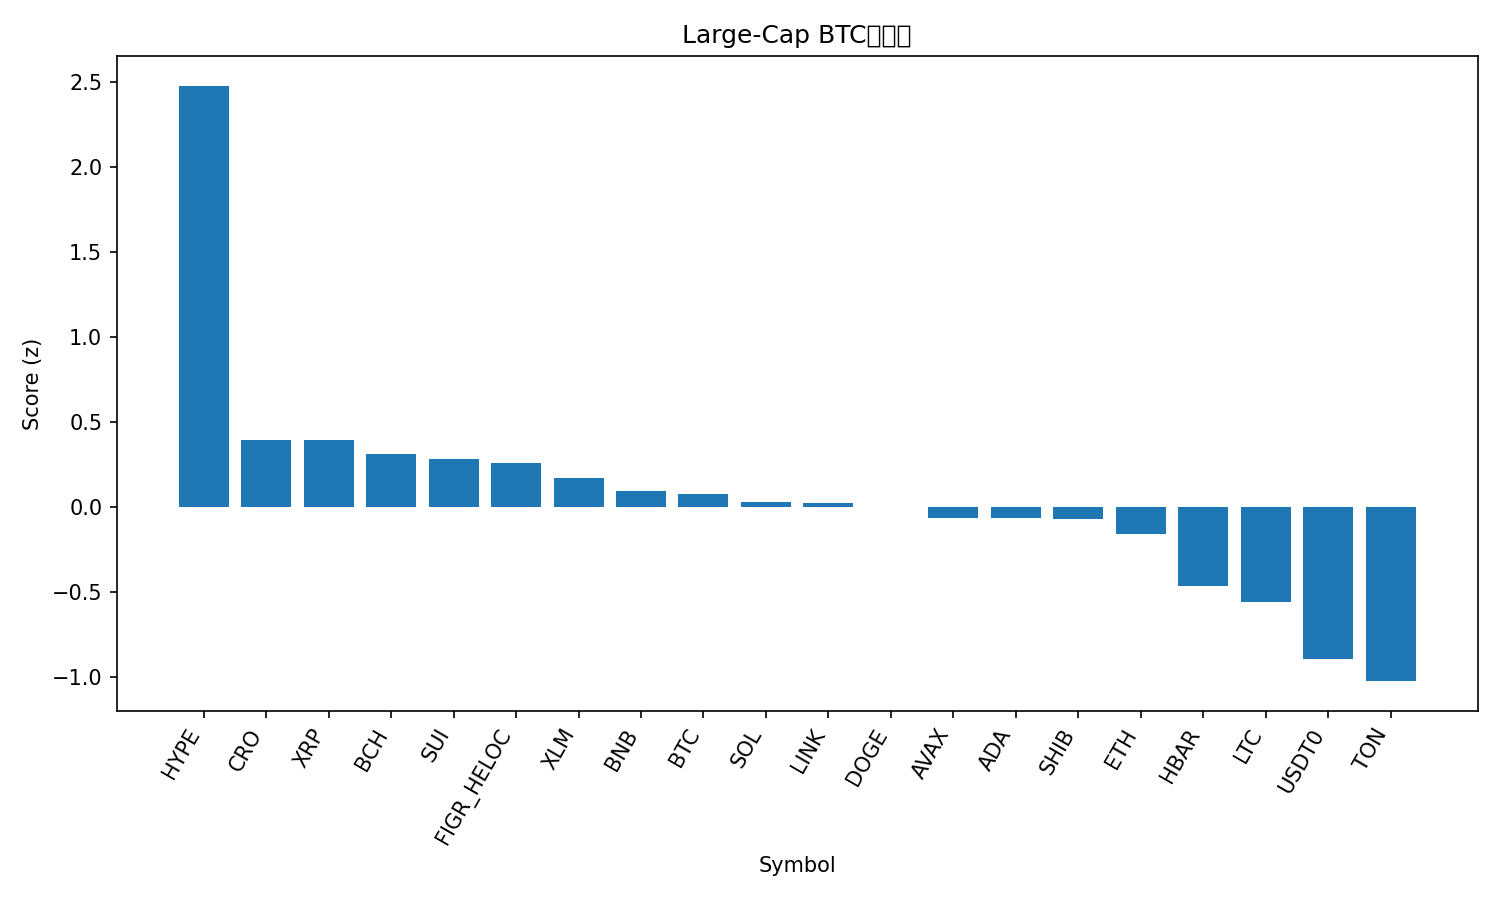 Large-Cap BTC
2.5
2.0
1.5
1.0
0.5
0.0
−0.5
−1.0
Score (z)
HYPE
CRO
XRP
BCH
SUI
FIGR_HELOC
XLM
BNB
BTC
SOL
LINK
DOGE
AVAX
ADA
SHIB
ETH
HBAR
LTC
USDT0
TON
Symbol